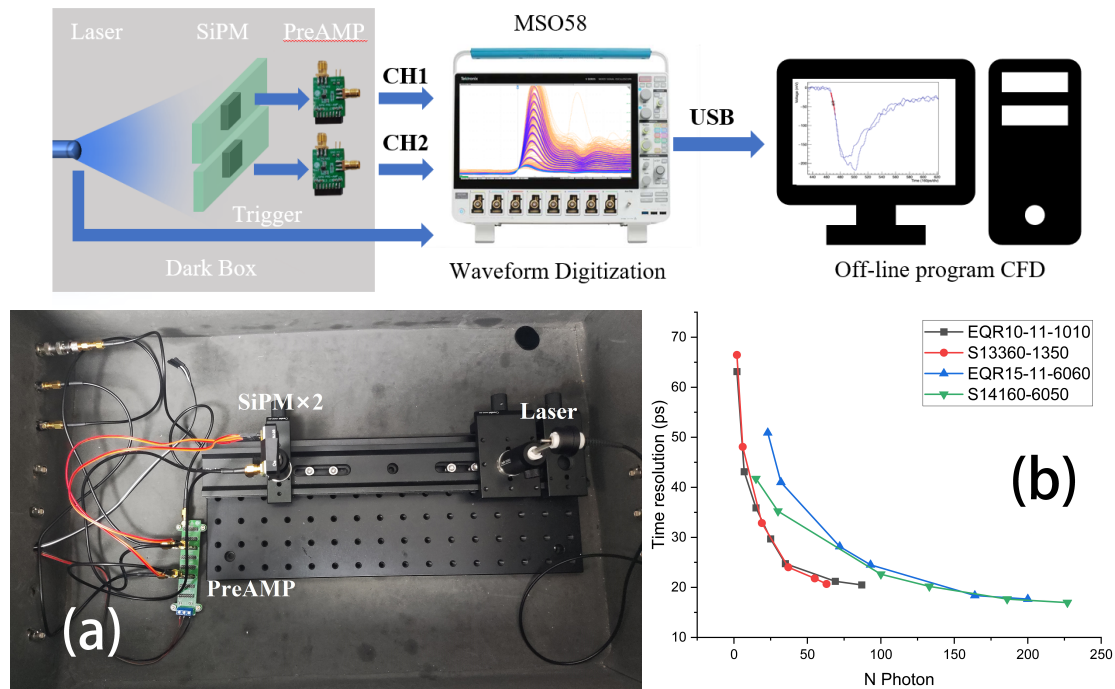 MSO58
Laser SiPM PreAMP
CH1
CH2
USB
Trigger
Dark Box
Waveform Digitization
Off-line program CFD
Tektronix
SiPM×2
Laser
PreAMP
(a)
Time resolution (ps)
70
60
50
40
30
20
10
0 50 100 150 200 250
N Photon
EQR10-11-1010
S13360-1350
EQR15-11-6060
S14160-6050
(b)